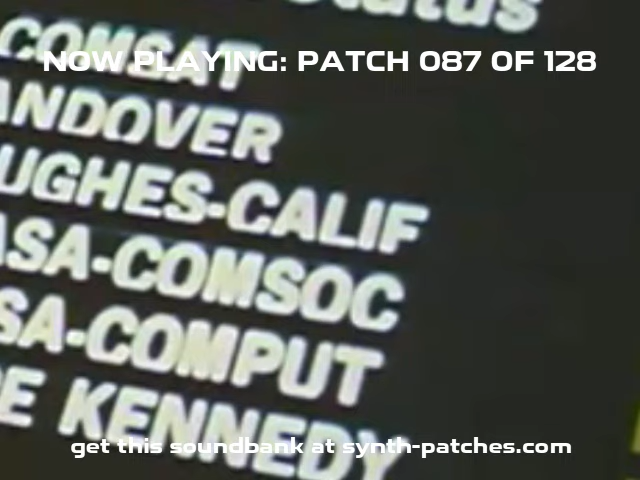 Status
COMSAT
NOW PLAYING: PATCH 087 OF 128
ANDOVER
UGHES-CALIF
ASA-COMSOC
SA-COMPUT
E KENNEDY
get this soundbank at synth-patches.com